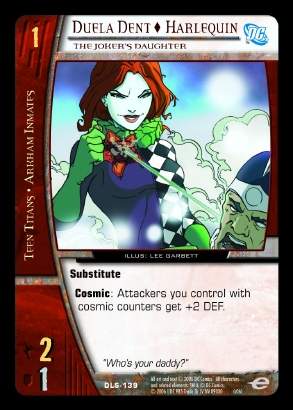 1
DUELA DENT ♦ HARLEQUIN
THE JOKER'S DAUGHTER
DC
TEEN TITANS • ARKHAM INMATES
ILLUS: LEE GARBETT
Substitute
Cosmic: Attackers you control with
cosmic counters get +2 DEF.
2
1
"Who's your daddy?"
DLS-139